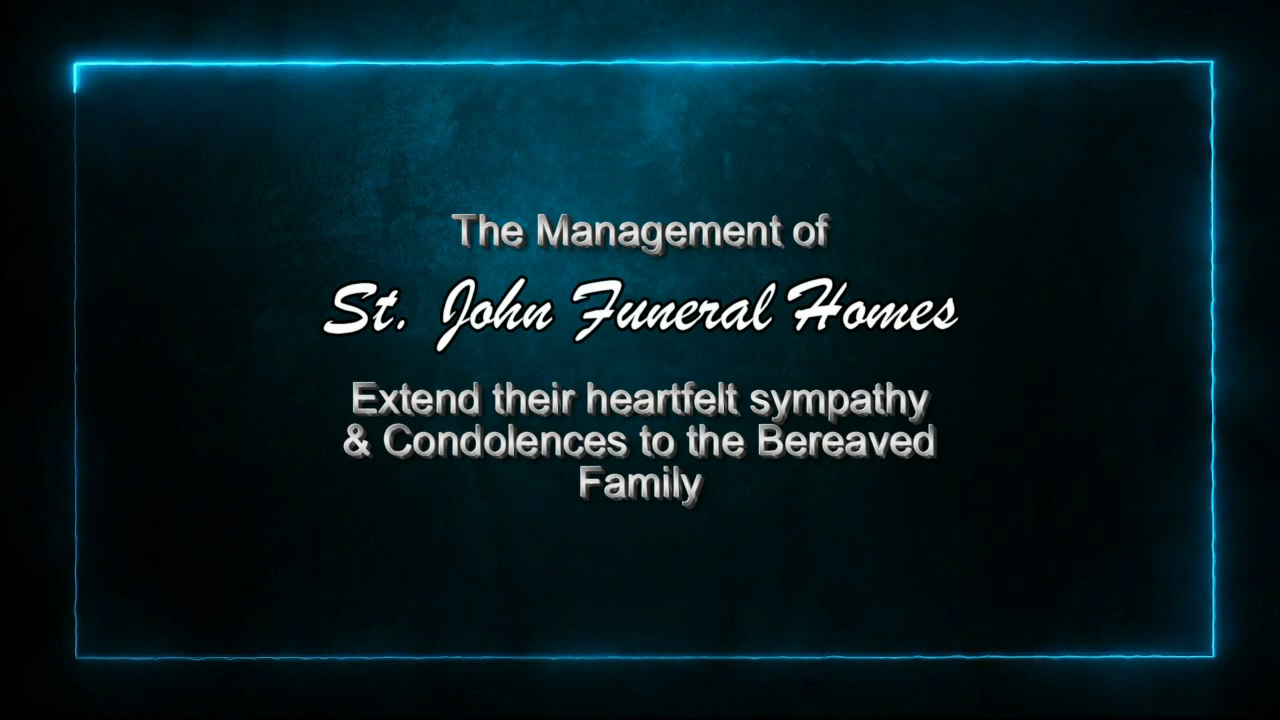 The Management of
St. John Funeral Homes
Extend their heartfelt sympathy
& Condolences to the Bereaved
Family